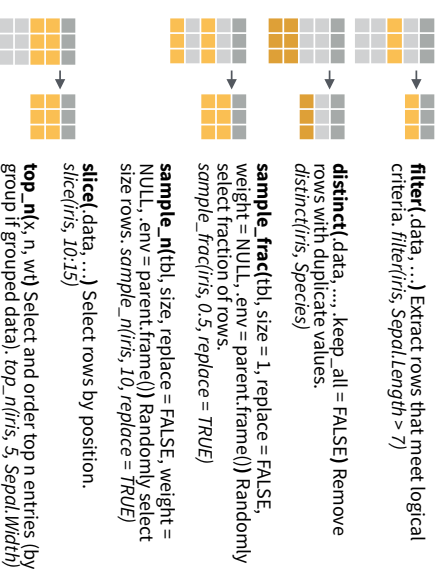 filter(.data, …) Extract rows that meet logical
criteria. filter(iris, Sepal.Length > 7)
distinct(.data, ..., .keep_all = FALSE) Remove
rows with duplicate values.
distinct(iris, Species)
sample_frac(tbl, size = 1, replace = FALSE,
weight = NULL, .env = parent.frame()) Randomly
select fraction of rows.
sample_frac(iris, 0.5, replace = TRUE)
sample_n(tbl, size, replace = FALSE, weight =
NULL, .env = parent.frame()) Randomly select
size rows. sample_n(iris, 10, replace = TRUE)
slice(.data, …) Select rows by position.
slice(iris, 10:15)
top_n(x, n, wt) Select and order top n entries (by
group if grouped data). top_n(iris, 5, Sepal.Width)